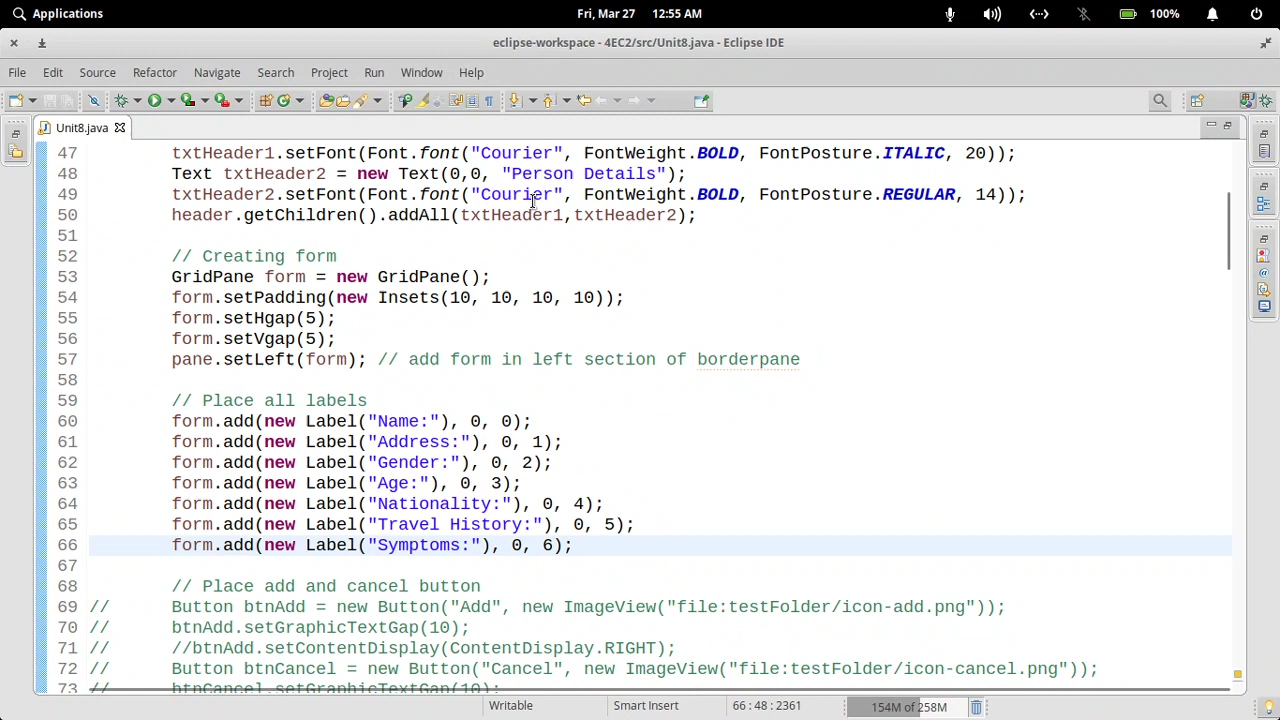 Applications
Fri, Mar 27 12:55 AM
100%
eclipse-workspace - 4EC2/src/Unit8.java - Eclipse IDE
File Edit Source Refactor Navigate Search Project Run Window Help
Unit8.java
47 txtHeader1.setFont(Font.font("Courier", FontWeight.BOLD, FontPosture.ITALIC, 20));
48 Text txtHeader2 = new Text(0,0, "Person Details");
49 txtHeader2.setFont(Font.font("Courier", FontWeight.BOLD, FontPosture.REGULAR, 14));
50 header.getChildren().addAll(txtHeader1,txtHeader2);
51
52 // Creating form
53 GridPane form = new GridPane();
54 form.setPadding(new Insets(10, 10, 10, 10));
55 form.setHgap(5);
56 form.setVgap(5);
57 pane.setLeft(form); // add form in left section of borderpane
58
59 // Place all labels
60 form.add(new Label("Name:"), 0, 0);
61 form.add(new Label("Address:"), 0, 1);
62 form.add(new Label("Gender:"), 0, 2);
63 form.add(new Label("Age:"), 0, 3);
64 form.add(new Label("Nationality:"), 0, 4);
65 form.add(new Label("Travel History:"), 0, 5);
66 form.add(new Label("Symptoms:"), 0, 6);
67
68 // Place add and cancel button
69 // Button btnAdd = new Button("Add", new ImageView("file:testFolder/icon-add.png"));
70 // btnAdd.setGraphicTextGap(10);
71 // //btnAdd.setContentDisplay(ContentDisplay.RIGHT);
72 // Button btnCancel = new Button("Cancel", new ImageView("file:testFolder/icon-cancel.png"));
73 // btnCancel.setGraphicTextGap(10);
Writable Smart Insert 66 : 48 : 2361 154M of 258M